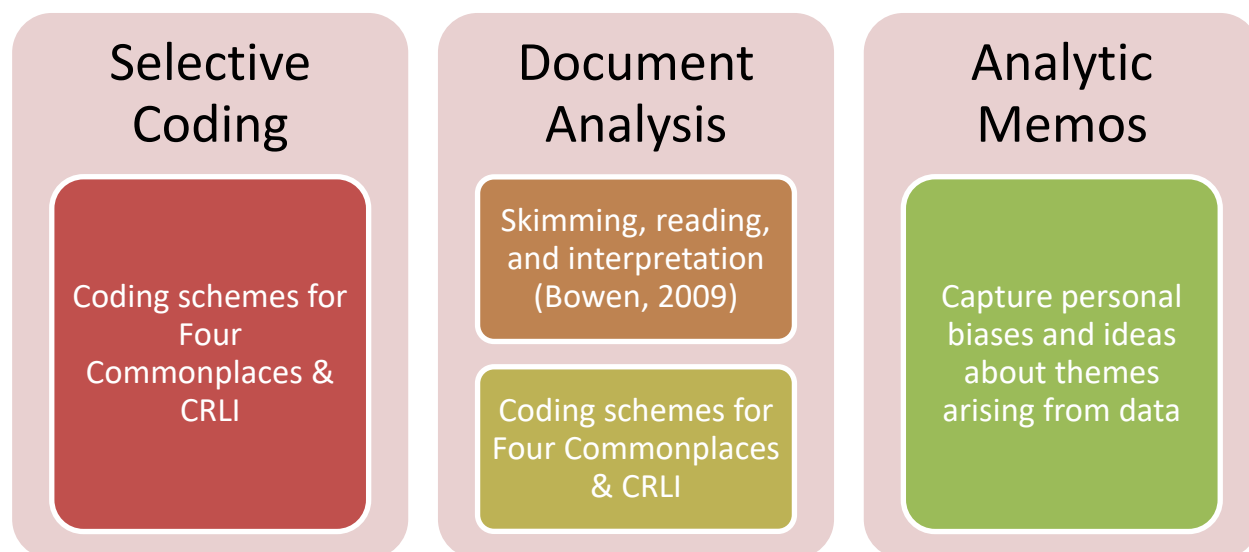 Selective
Coding
Coding schemes for
Four
Commonplaces &
CRLI
Document
Analysis
Skimming, reading,
and interpretation
(Bowen, 2009)
Coding schemes for
Four Commonplaces
& CRLI
Analytic
Memos
Capture personal
biases and ideas
about themes
arising from data